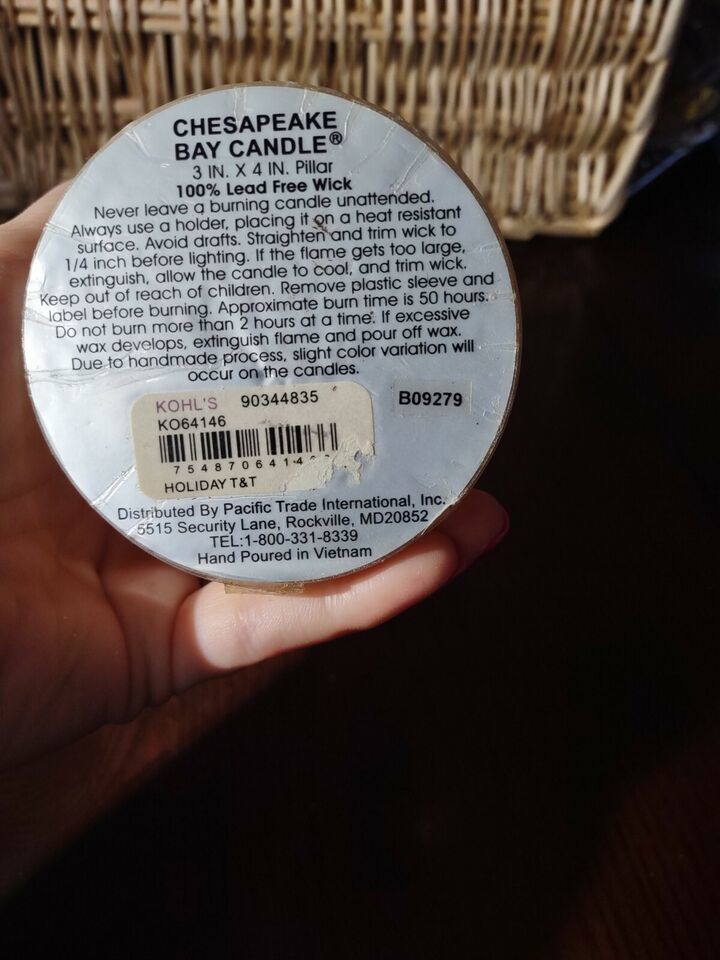 CHESAPEAKE
BAY CANDLE®
3 IN. X 4 IN. Pillar
100% Lead Free Wick
Never leave a burning candle unattended.
Always use a holder, placing it on a heat resistant
surface. Avoid drafts. Straighten and trim wick to
1/4 inch before lighting. If the flame gets too large,
extinguish, allow the candle to cool, and trim wick.
Keep out of reach of children. Remove plastic sleeve and
label before burning. Approximate burn time is 50 hours.
Do not burn more than 2 hours at a time. If excessive
wax develops, extinguish flame and pour off wax.
Due to handmade process, slight color variation will
occur on the candles.
KOHL'S 90344835
B09279
KO64146
7 54870 641
HOLIDAY T&T
Distributed By Pacific Trade International, Inc.
5515 Security Lane, Rockville, MD20852
TEL:1-800-331-8339
Hand Poured in Vietnam